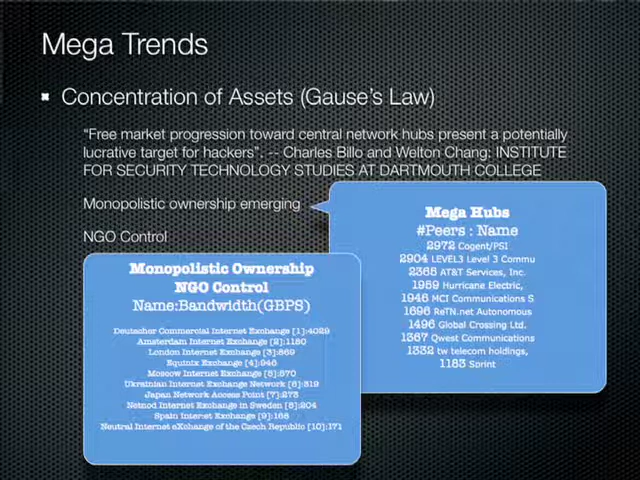 Mega Trends
Concentration of Assets (Gause's Law)
"Free market progression toward central network hubs present a potentially
lucrative target for hackers". -- Charles Billo and Welton Chang: INSTITUTE
FOR SECURITY TECHNOLOGY STUDIES AT DARTMOUTH COLLEGE
Monopolistic ownership emerging
NGO Control
Mega Hubs
#Peers : Name
2972 Cogent/PSI
2904 LEVEL3 Level 3 Commu
2365 AT&T Services, Inc.
1959 Hurricane Electric,
1946 MCI Communications S
1696 ReTN.net Autonomous
1496 Global Crossing Ltd.
1367 Qwest Communications
1332 tw telecom holdings,
1183 Sprint
Monopolistic Ownership
NGO Control
Name:Bandwidth(GBPS)
Deutscher Commercial Internet Exchange [1]:4029
Amsterdam Internet Exchange [2]:1180
London Internet Exchange [3]:869
Equinix Exchange [4]:946
Moscow Internet Exchange [5]:570
Ukrainian Internet Exchange Network [6]:319
Japan Network Access Point [7]:273
Netnod Internet Exchange in Sweden [8]:204
Spain Internet Exchange [9]:168
Neutral Internet eXchange of the Czech Republic [10]:171